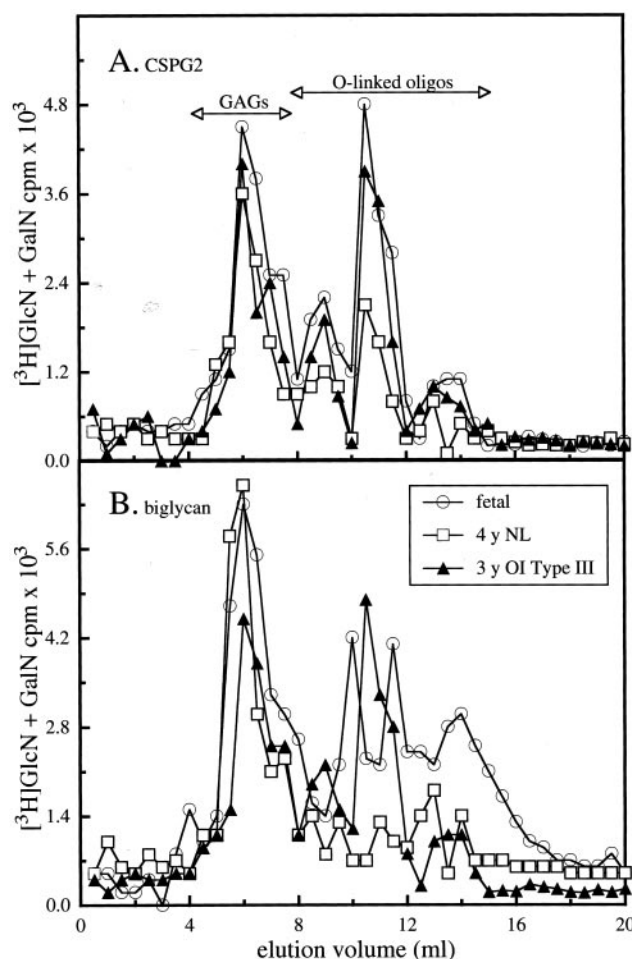 A. CSPG2
O-linked oligos
GAGs
4.8
3.6
2.4
1.2
0.0
[³H]GlcN + GalN cpm x 10³
B. biglycan
fetal
4 y NL
3 y OI Type III
5.6
4.2
2.8
1.4
0.0
[³H]GlcN + GalN cpm x 10³
0 4 8 12 16 20
elution volume (ml)